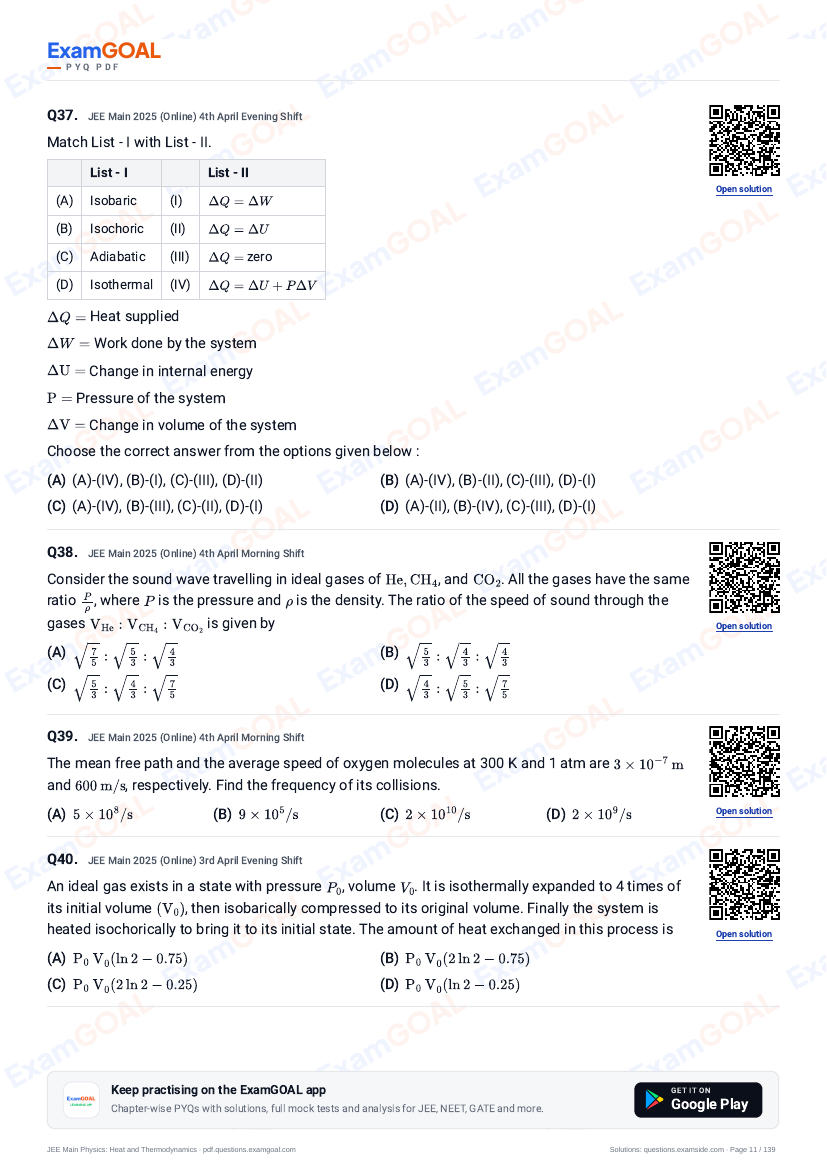 ExamGOAL
PYQ PDF
Q37. JEE Main 2025 (Online) 4th April Evening Shift
Match List - I with List - II.
List - I List - II
(A) Isobaric (I) ΔQ = ΔW
(B) Isochoric (II) ΔQ = ΔU
(C) Adiabatic (III) ΔQ = zero
(D) Isothermal (IV) ΔQ = ΔU + PΔV
ΔQ = Heat supplied
ΔW = Work done by the system
ΔU = Change in internal energy
P = Pressure of the system
ΔV = Change in volume of the system
Choose the correct answer from the options given below :
(A) (A)-(IV), (B)-(I), (C)-(III), (D)-(II) (B) (A)-(IV), (B)-(II), (C)-(III), (D)-(I)
(C) (A)-(IV), (B)-(III), (C)-(II), (D)-(I) (D) (A)-(II), (B)-(IV), (C)-(III), (D)-(I)
Open solution
Q38. JEE Main 2025 (Online) 4th April Morning Shift
Consider the sound wave travelling in ideal gases of He, CH₄, and CO₂. All the gases have the same
ratio P/ρ, where P is the pressure and ρ is the density. The ratio of the speed of sound through the
gases V_He : V_CH₄ : V_CO₂ is given by
(A) √(7/5) : √(5/3) : √(4/3) (B) √(5/3) : √(4/3) : √(4/3)
(C) √(5/3) : √(4/3) : √(7/5) (D) √(4/3) : √(5/3) : √(7/5)
Open solution
Q39. JEE Main 2025 (Online) 4th April Morning Shift
The mean free path and the average speed of oxygen molecules at 300 K and 1 atm are 3 × 10⁻⁷ m
and 600 m/s, respectively. Find the frequency of its collisions.
(A) 5 × 10⁸/s (B) 9 × 10⁵/s (C) 2 × 10¹⁰/s (D) 2 × 10⁹/s
Open solution
Q40. JEE Main 2025 (Online) 3rd April Evening Shift
An ideal gas exists in a state with pressure P₀, volume V₀. It is isothermally expanded to 4 times of
its initial volume (V₀), then isobarically compressed to its original volume. Finally the system is
heated isochorically to bring it to its initial state. The amount of heat exchanged in this process is
(A) P₀ V₀(ln 2 − 0.75) (B) P₀ V₀(2 ln 2 − 0.75)
(C) P₀ V₀(2 ln 2 − 0.25) (D) P₀ V₀(ln 2 − 0.25)
Open solution
ExamGOAL
Keep practising on the ExamGOAL app
Chapter-wise PYQs with solutions, full mock tests and analysis for JEE, NEET, GATE and more.
GET IT ON
Google Play
JEE Main Physics: Heat and Thermodynamics · pdf.questions.examgoal.com
Solutions: questions.examside.com · Page 11 / 139